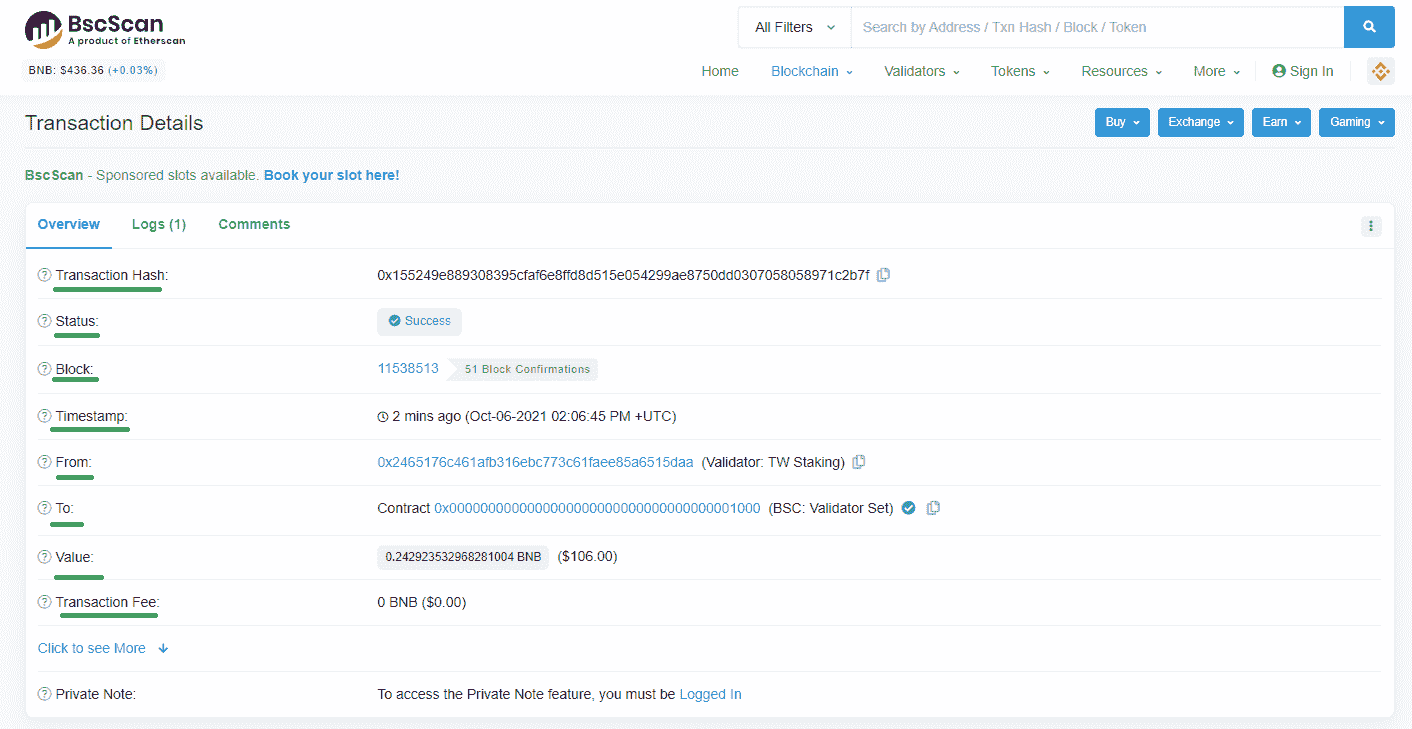 BscScan
A product of Etherscan
All Filters
Search by Address / Txn Hash / Block / Token
BNB: $436.36 (+0.03%)
Home Blockchain Validators Tokens Resources More Sign In
Transaction Details
Buy Exchange Earn Gaming
BscScan - Sponsored slots available. Book your slot here!
Overview Logs (1) Comments
Transaction Hash: 0x155249e889308395cfaf6e8ffd8d515e054299ae8750dd0307058058971c2b7f
Status: Success
Block: 11538513 51 Block Confirmations
Timestamp: 2 mins ago (Oct-06-2021 02:06:45 PM +UTC)
From: 0x2465176c461afb316ebc773c61faee85a6515daa (Validator: TW Staking)
To: Contract 0x0000000000000000000000000000000000001000 (BSC: Validator Set)
Value: 0.242923532968281004 BNB ($106.00)
Transaction Fee: 0 BNB ($0.00)
Click to see More
Private Note: To access the Private Note feature, you must be Logged In